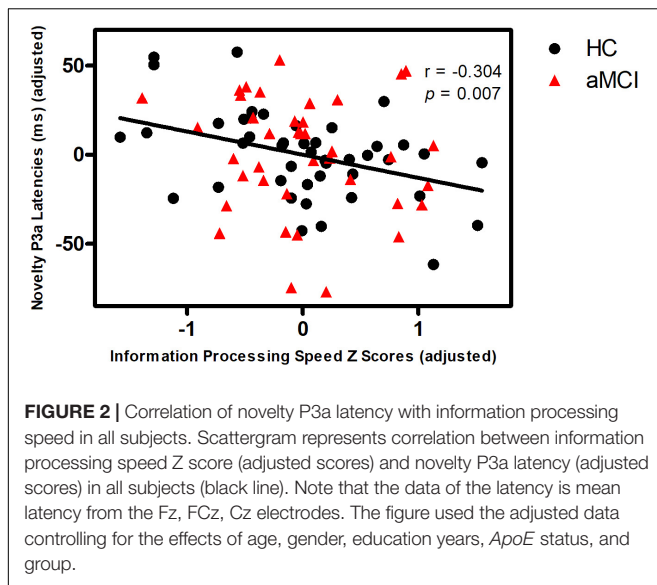 Novelty P3a Latencies (ms) (adjusted)
50
0
-50
-1
0
1
Information Processing Speed Z Scores (adjusted)
r = -0.304
p = 0.007
HC
aMCI
FIGURE 2 | Correlation of novelty P3a latency with information processing
speed in all subjects. Scattergram represents correlation between information
processing speed Z score (adjusted scores) and novelty P3a latency (adjusted
scores) in all subjects (black line). Note that the data of the latency is mean
latency from the Fz, FCz, Cz electrodes. The figure used the adjusted data
controlling for the effects of age, gender, education years, ApoE status, and
group.